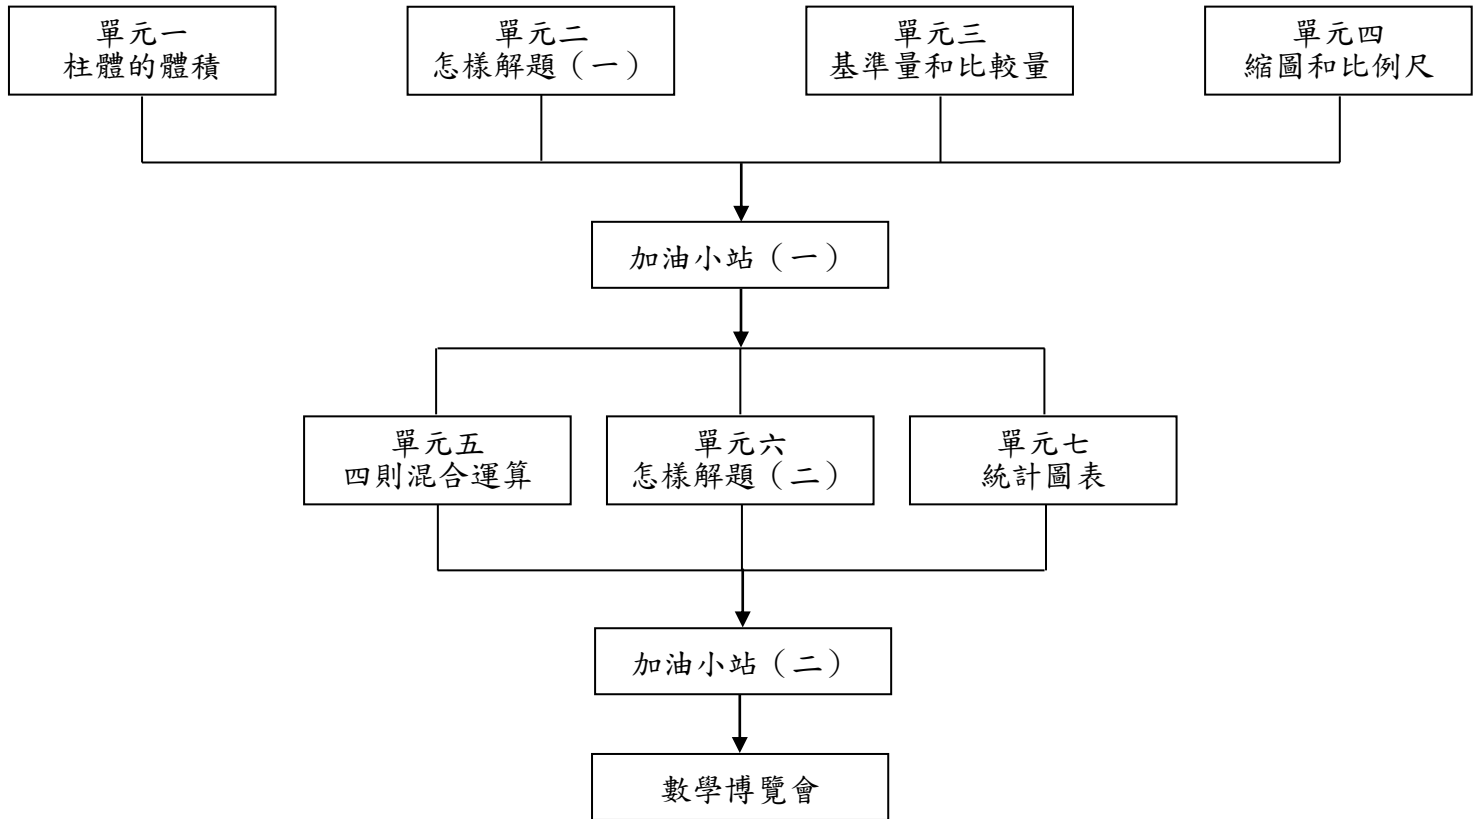 單元一
柱體的體積
單元二
怎樣解題（一）
單元三
基準量和比較量
單元四
縮圖和比例尺
加油小站（一）
單元五
四則混合運算
單元六
怎樣解題（二）
單元七
統計圖表
加油小站（二）
數學博覽會